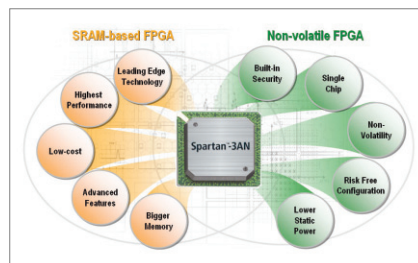 SRAM-based FPGA
Non-volatile FPGA
Leading Edge
Technology
Highest
Performance
Low-cost
Advanced
Features
Bigger
Memory
Spartan™-3AN
Built-in
Security
Single
Chip
Non-
Volatility
Risk Free
Configuration
Lower
Static
Power